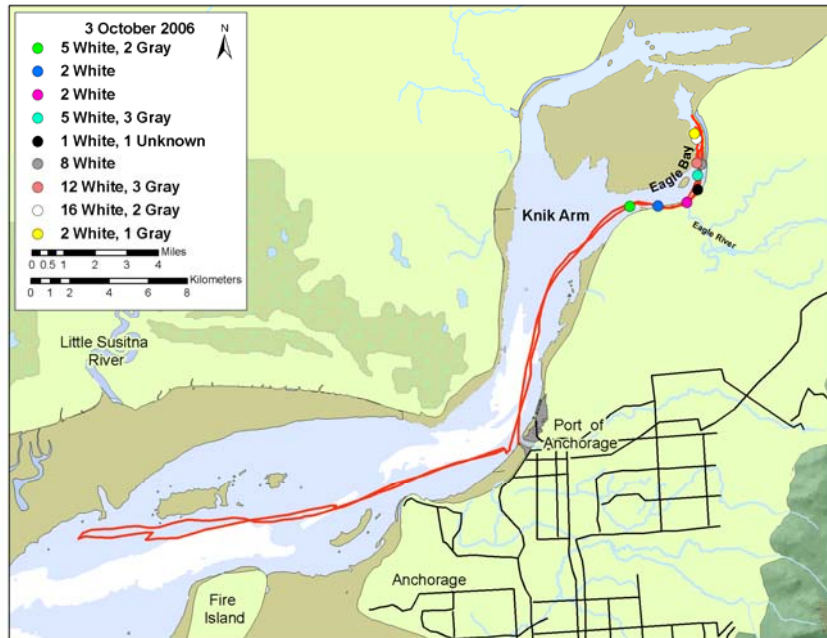 3 October 2006
N
5 White, 2 Gray
2 White
2 White
5 White, 3 Gray
1 White, 1 Unknown
8 White
12 White, 3 Gray
16 White, 2 Gray
2 White, 1 Gray
Miles
0 0.5 1 2 3 4
Kilometers
0 1 2 4 6 8
Eagle Bay
Knik Arm
Eagle River
Little Susitna
River
Port of
Anchorage
Anchorage
Fire
Island